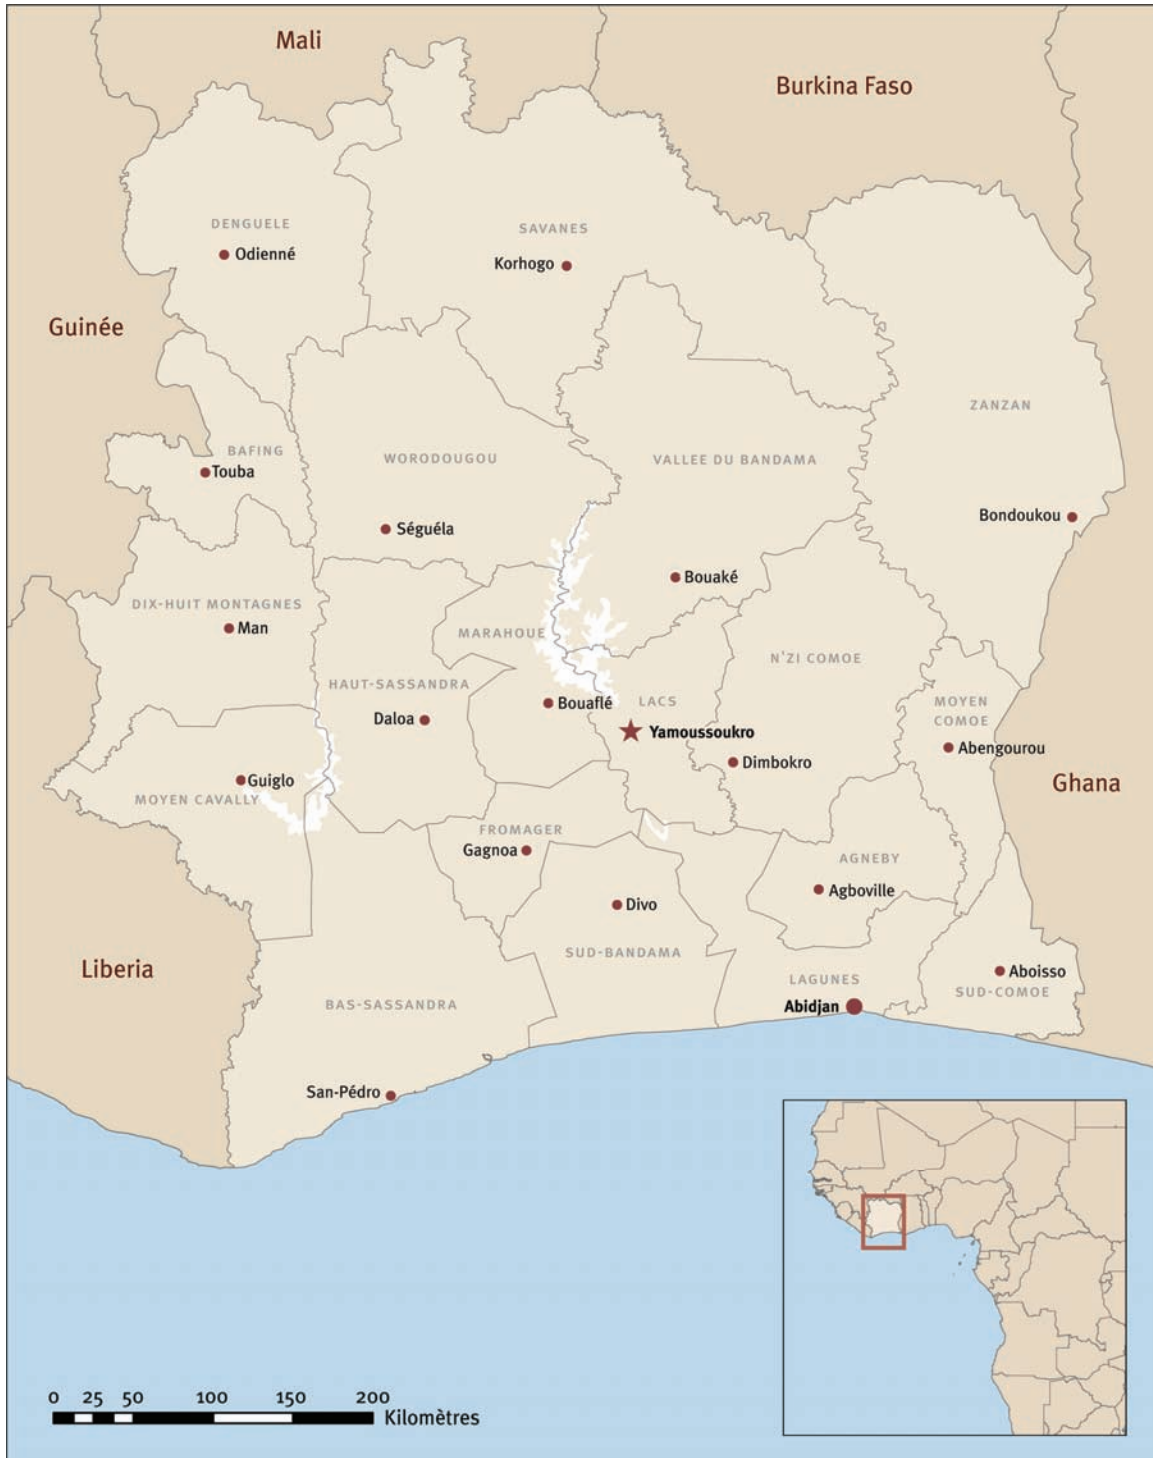 Mali
Burkina Faso
DENGUELE
SAVANES
Odienné
Korhogo
Guinée
ZANZAN
BAFING
WORODOUGOU
VALLEE DU BANDAMA
Touba
Bondoukou
Séguéla
Bouaké
DIX-HUIT MONTAGNES
Man
MARAHOUE
N'ZI COMOE
HAUT-SASSANDRA
LACS
MOYEN
COMOE
Bouaflé
Daloa
Yamoussoukro
Abengourou
Dimbokro
Guiglo
Ghana
MOYEN CAVALLY
FROMAGER
Gagnoa
AGNEBY
Agboville
Divo
SUD-BANDAMA
Liberia
Aboisso
LAGUNES
SUD-COMOE
BAS-SASSANDRA
Abidjan
San-Pédro
0 25 50 100 150 200
Kilomètres